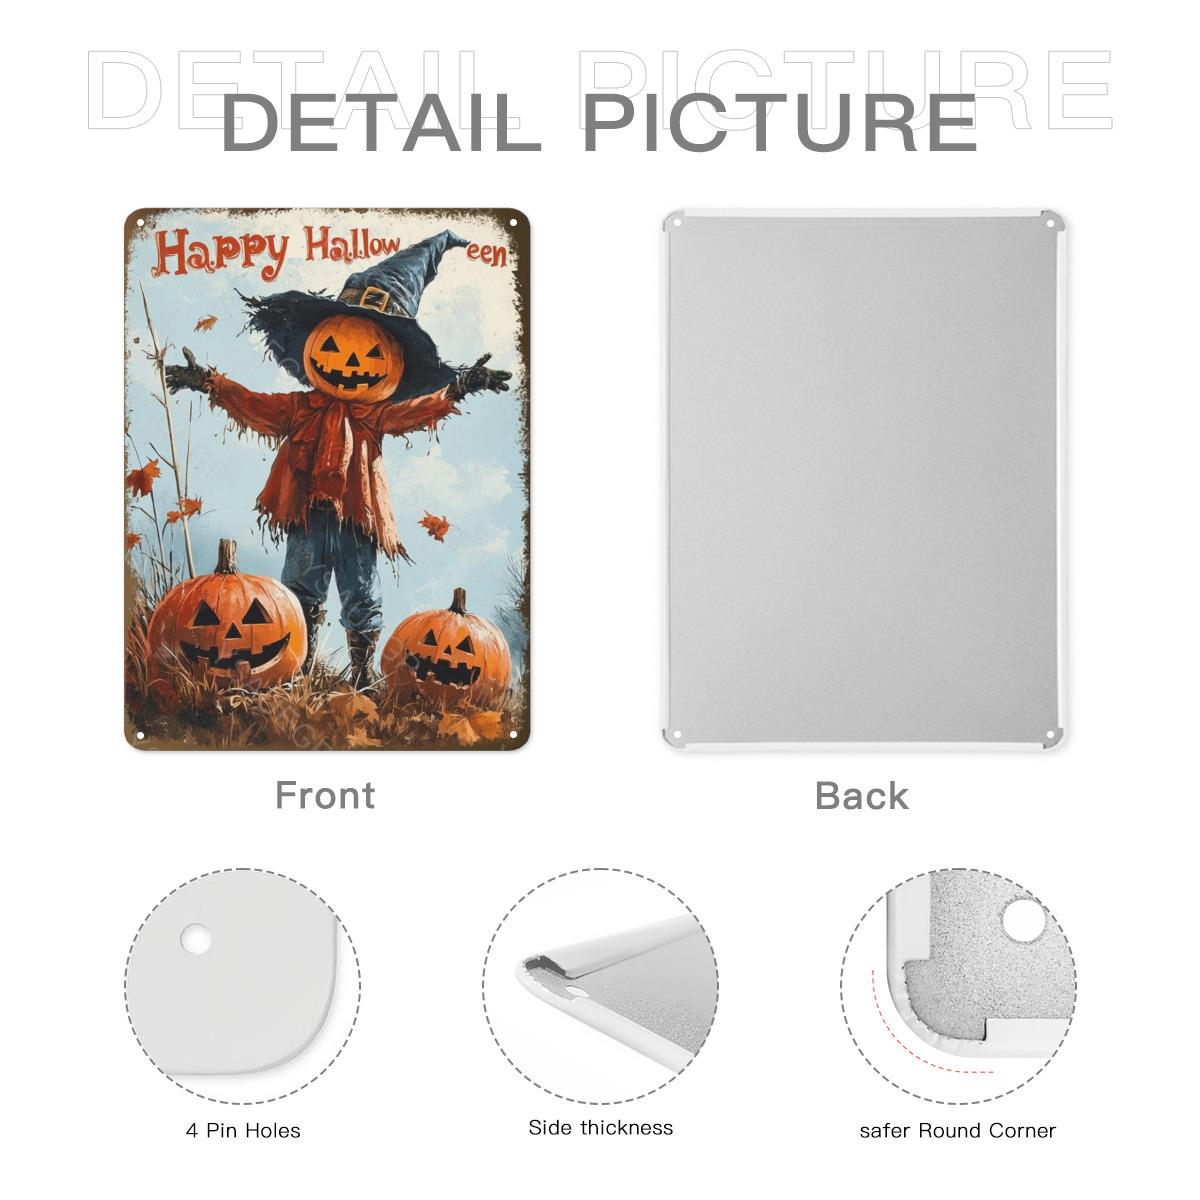 DETAIL PICTURE
DETAIL PICTURE
Happy Hallow een
Front
Back
4 Pin Holes
Side thickness
safer Round Corner